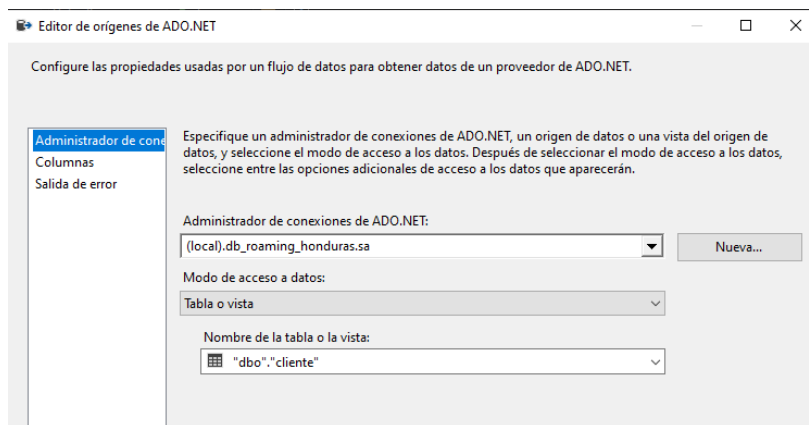 Editor de orígenes de ADO.NET
Configure las propiedades usadas por un flujo de datos para obtener datos de un proveedor de ADO.NET.
Administrador de cone
Columnas
Salida de error
Especifique un administrador de conexiones de ADO.NET, un origen de datos o una vista del origen de
datos, y seleccione el modo de acceso a los datos. Después de seleccionar el modo de acceso a los datos,
seleccione entre las opciones adicionales de acceso a los datos que aparecerán.
Administrador de conexiones de ADO.NET:
(local).db_roaming_honduras.sa
Nueva...
Modo de acceso a datos:
Tabla o vista
Nombre de la tabla o la vista:
"dbo"."cliente"